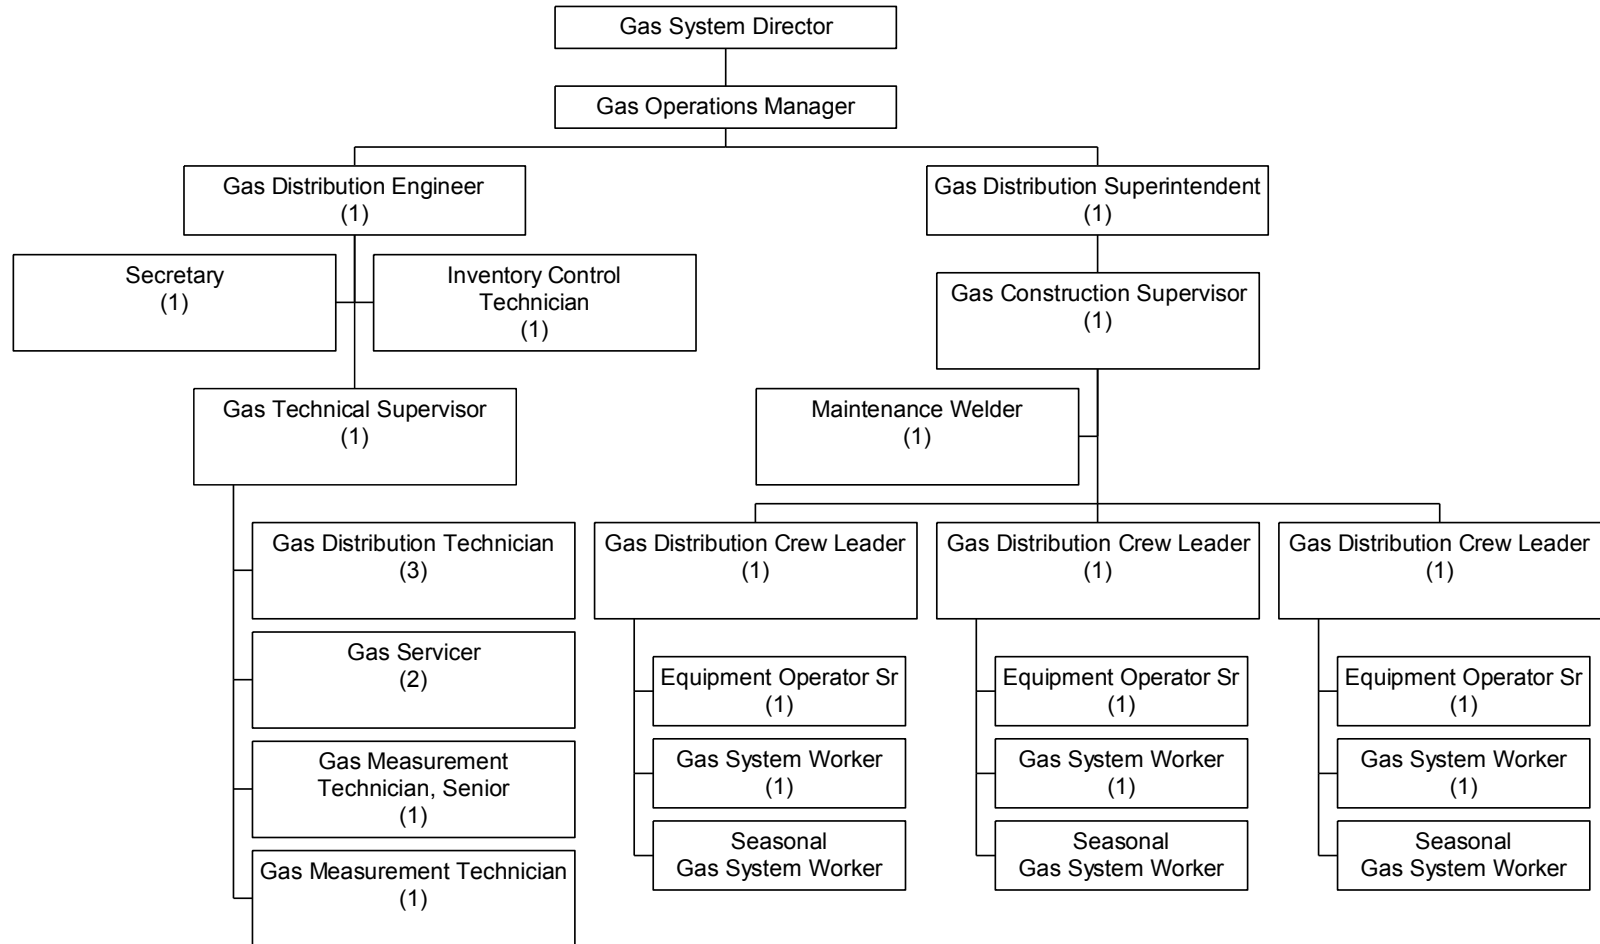 Gas System Director
Gas Operations Manager
Gas Distribution Engineer
(1)
Gas Distribution Superintendent
(1)
Secretary
(1)
Inventory Control
Technician
(1)
Gas Construction Supervisor
(1)
Gas Technical Supervisor
(1)
Maintenance Welder
(1)
Gas Distribution Technician
(3)
Gas Servicer
(2)
Gas Measurement
Technician, Senior
(1)
Gas Measurement Technician
(1)
Gas Distribution Crew Leader
(1)
Equipment Operator Sr
(1)
Gas System Worker
(1)
Seasonal
Gas System Worker
Gas Distribution Crew Leader
(1)
Equipment Operator Sr
(1)
Gas System Worker
(1)
Seasonal
Gas System Worker
Gas Distribution Crew Leader
(1)
Equipment Operator Sr
(1)
Gas System Worker
(1)
Seasonal
Gas System Worker